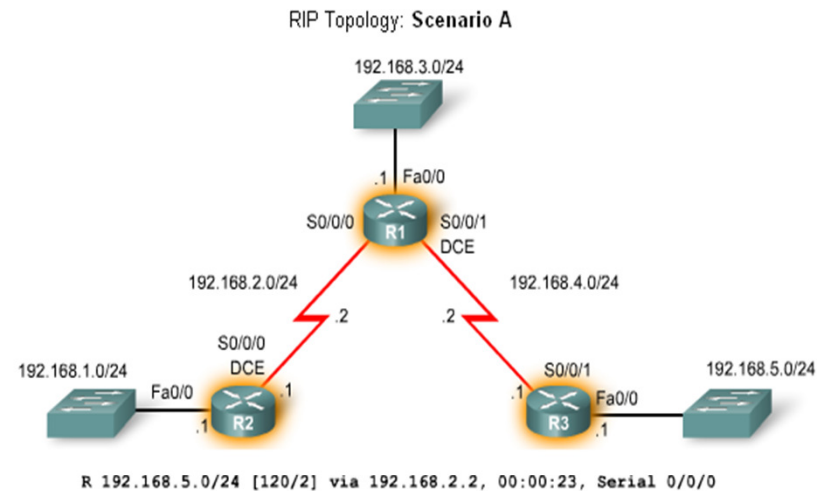 RIP Topology: Scenario A
192.168.3.0/24
.1 Fa0/0
S0/0/0 R1 S0/0/1
DCE
192.168.2.0/24 192.168.4.0/24
.2 .2
S0/0/0
DCE
S0/0/1
192.168.1.0/24 192.168.5.0/24
Fa0/0 .1 .1 Fa0/0
.1 R2 R3 .1
R 192.168.5.0/24 [120/2] via 192.168.2.2, 00:00:23, Serial 0/0/0